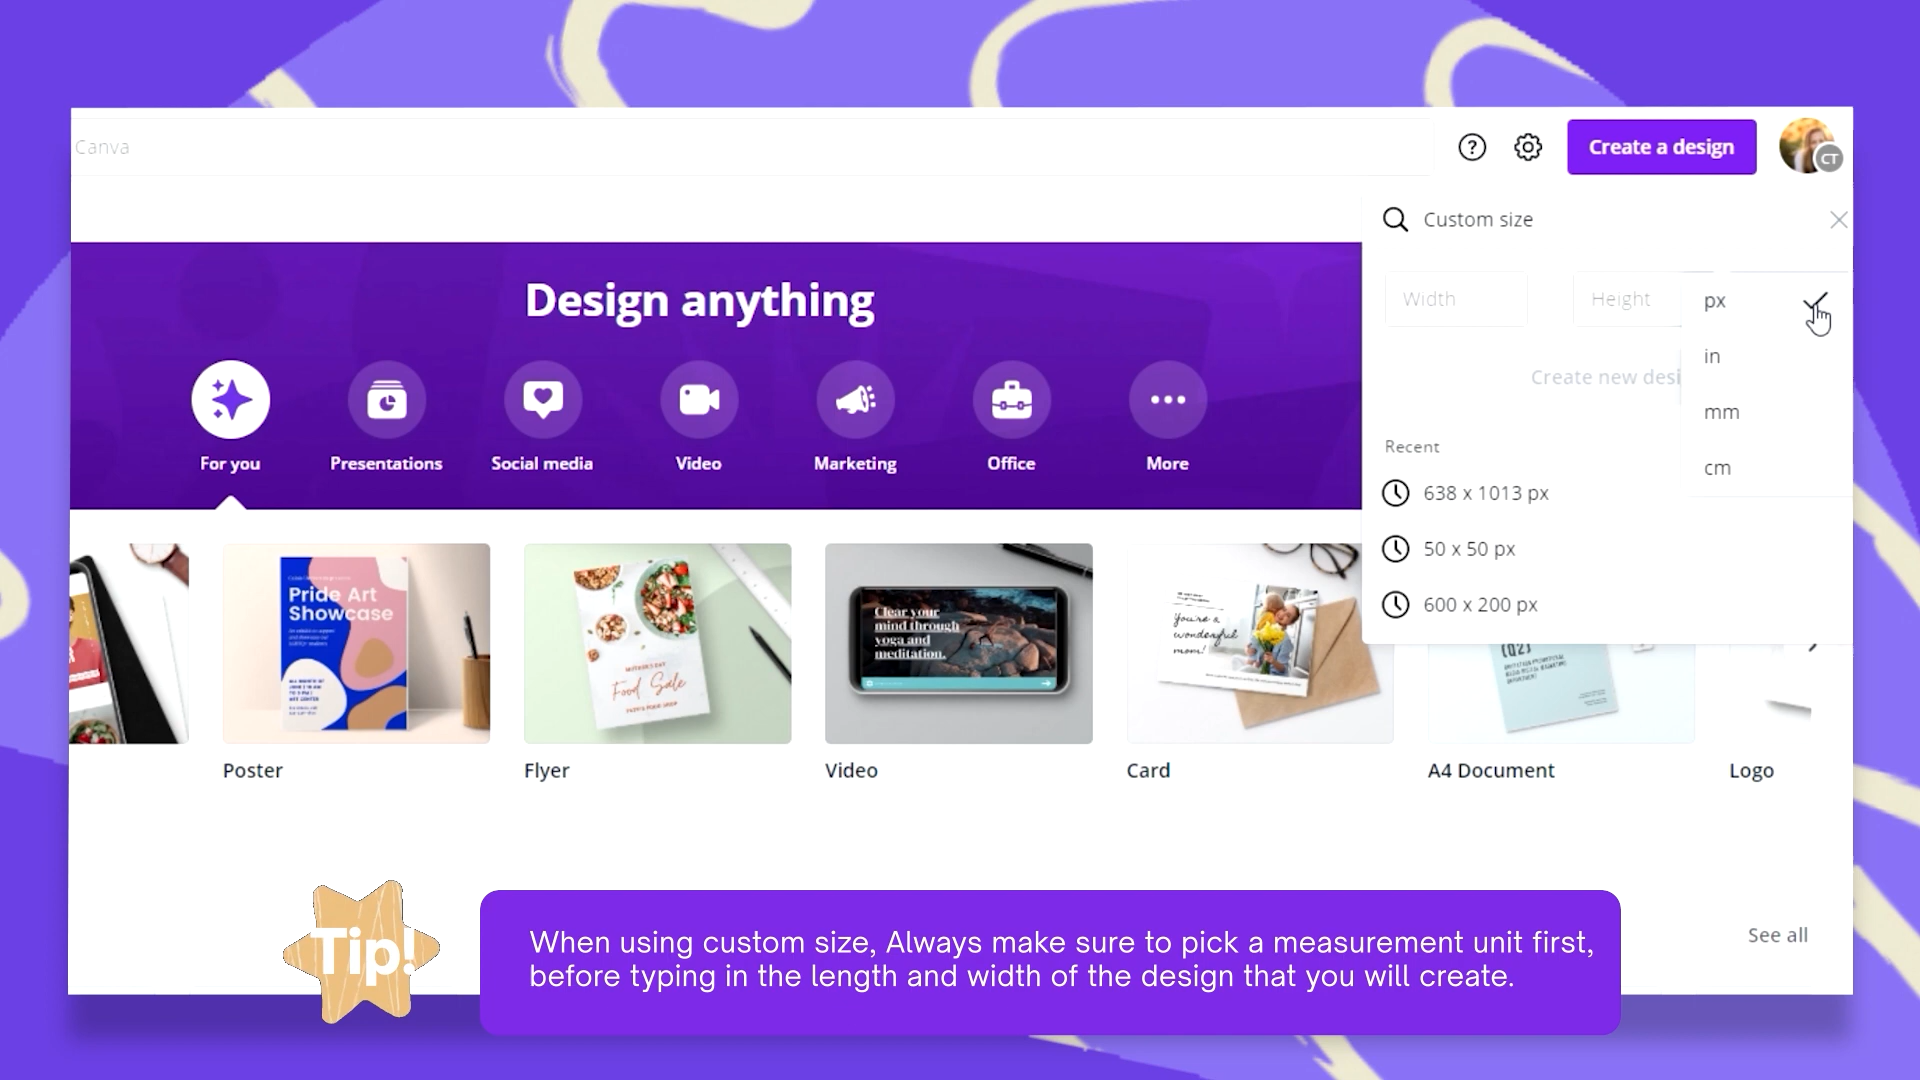 Canva
Create a design
CT
Custom size
Width
Height
px
in
mm
cm
Create new desi
Recent
638 x 1013 px
50 x 50 px
600 x 200 px
Design anything
For you
Presentations
Social media
Video
Marketing
Office
More
Pride Art
Showcase
MOTHER'S DAY
Food Sale
Clear your
mind through
yoga and
meditation.
You're a
wonderful
mom!
(Q2)
Poster
Flyer
Video
Card
A4 Document
Logo
See all
Tip!
When using custom size, Always make sure to pick a measurement unit first,
before typing in the length and width of the design that you will create.